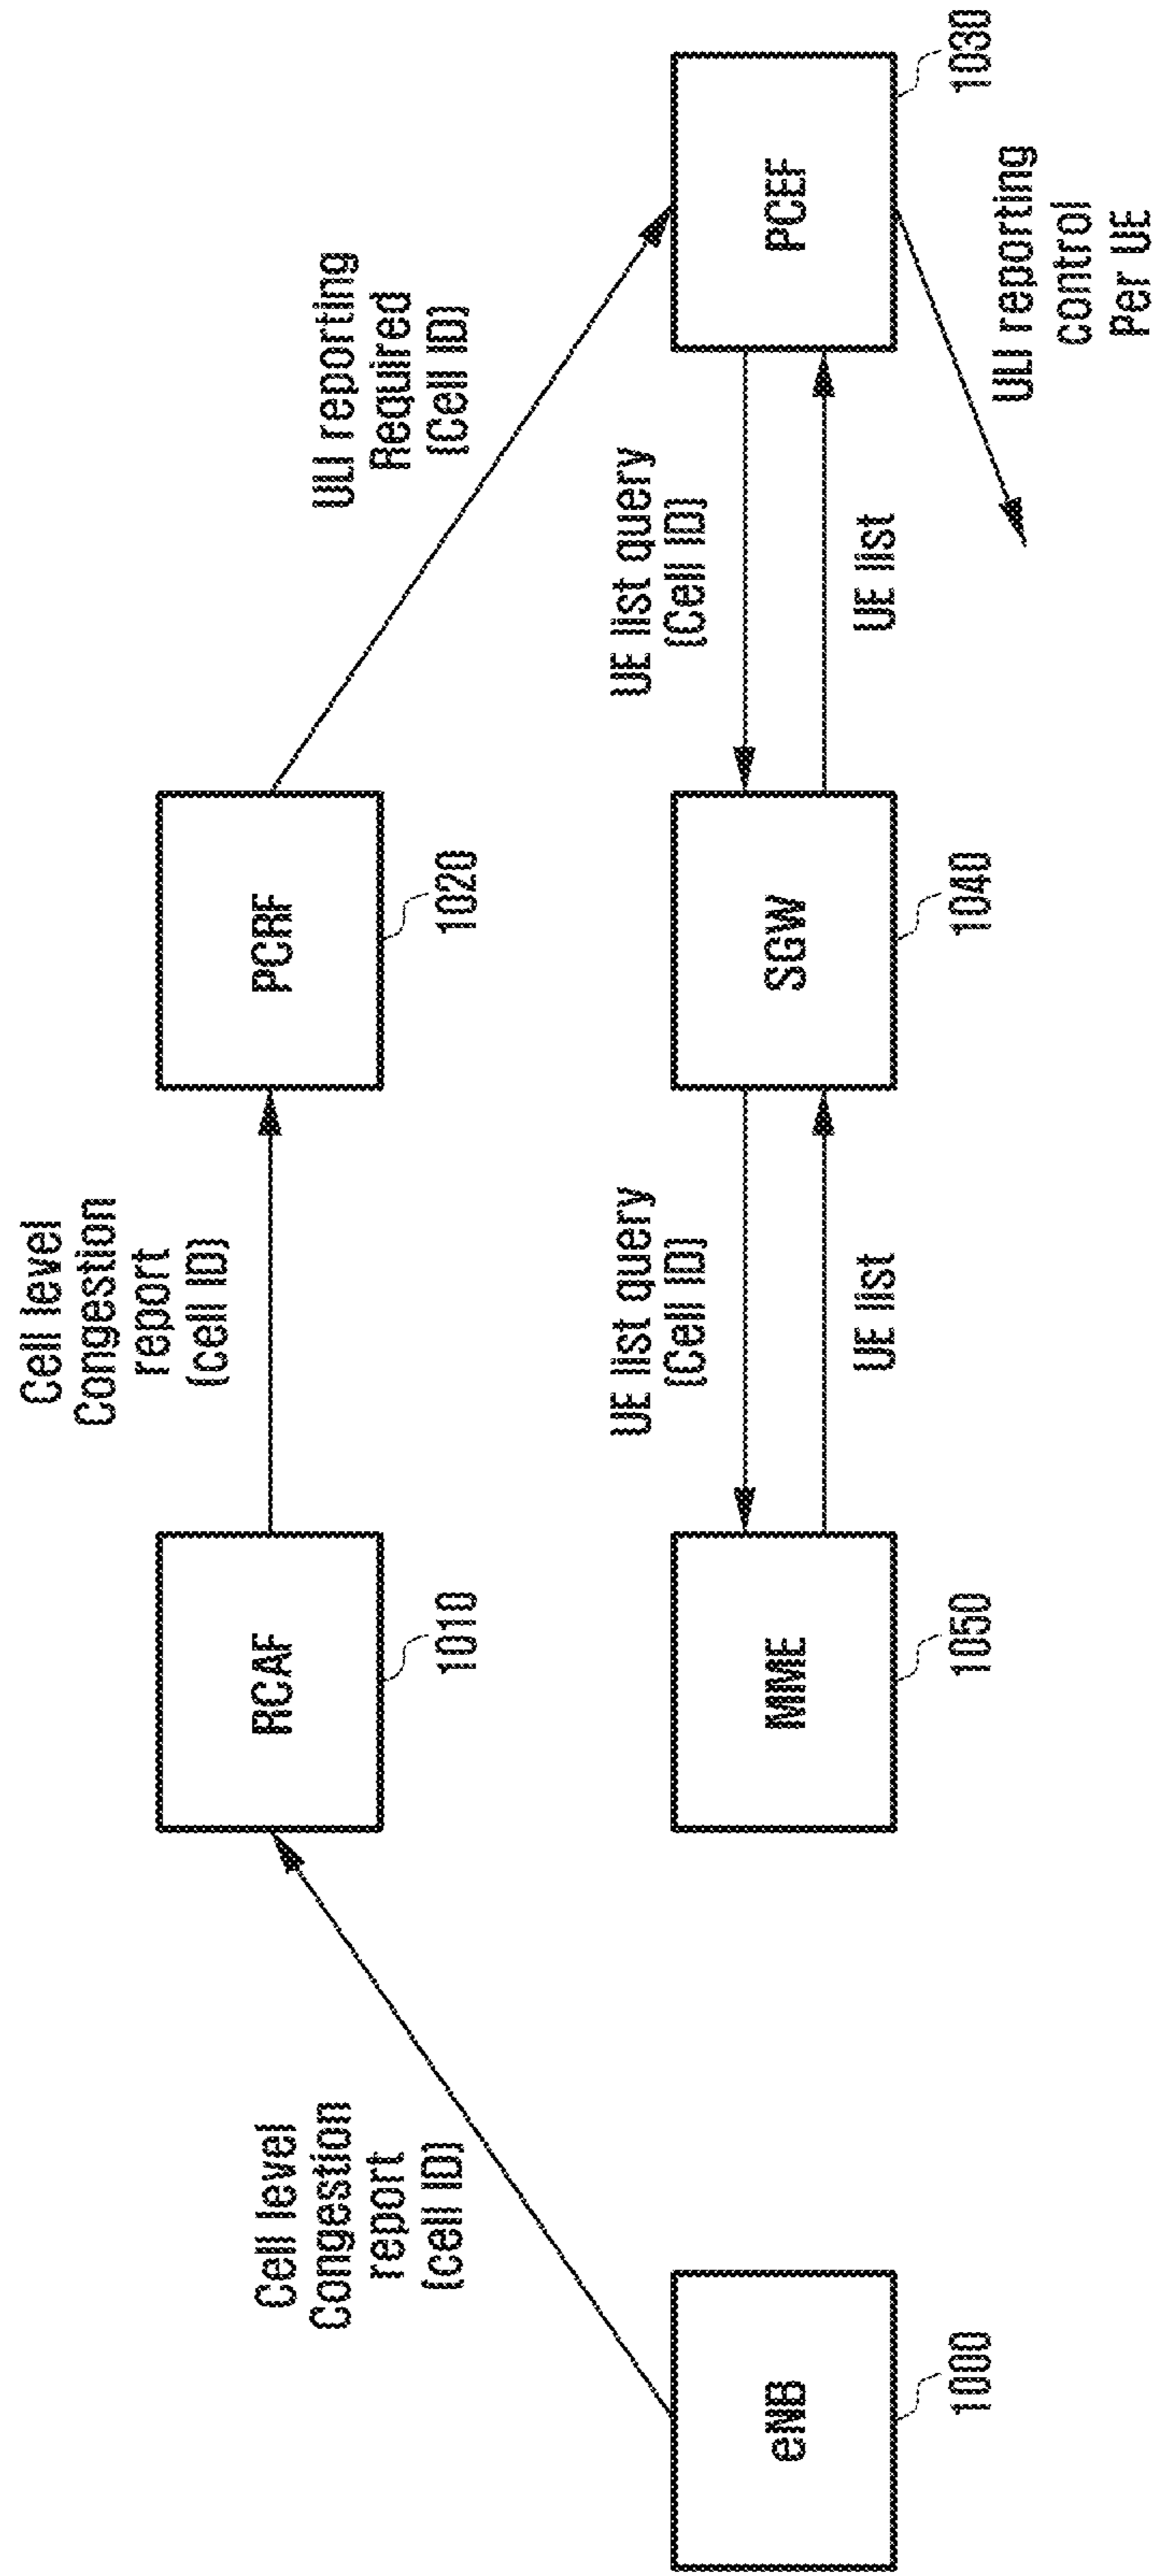 Cell level
Congestion
report
(cell ID)
RCAF
1010
PCRF
1020
ULI reporting
Required
(Cell ID)
Cell level
Congestion
report
(cell ID)
eNB
1000
MME
1050
UE list query
(Cell ID)
UE list
SGW
1040
UE list query
(Cell ID)
UE list
PCEF
1030
ULI reporting
control
Per UE